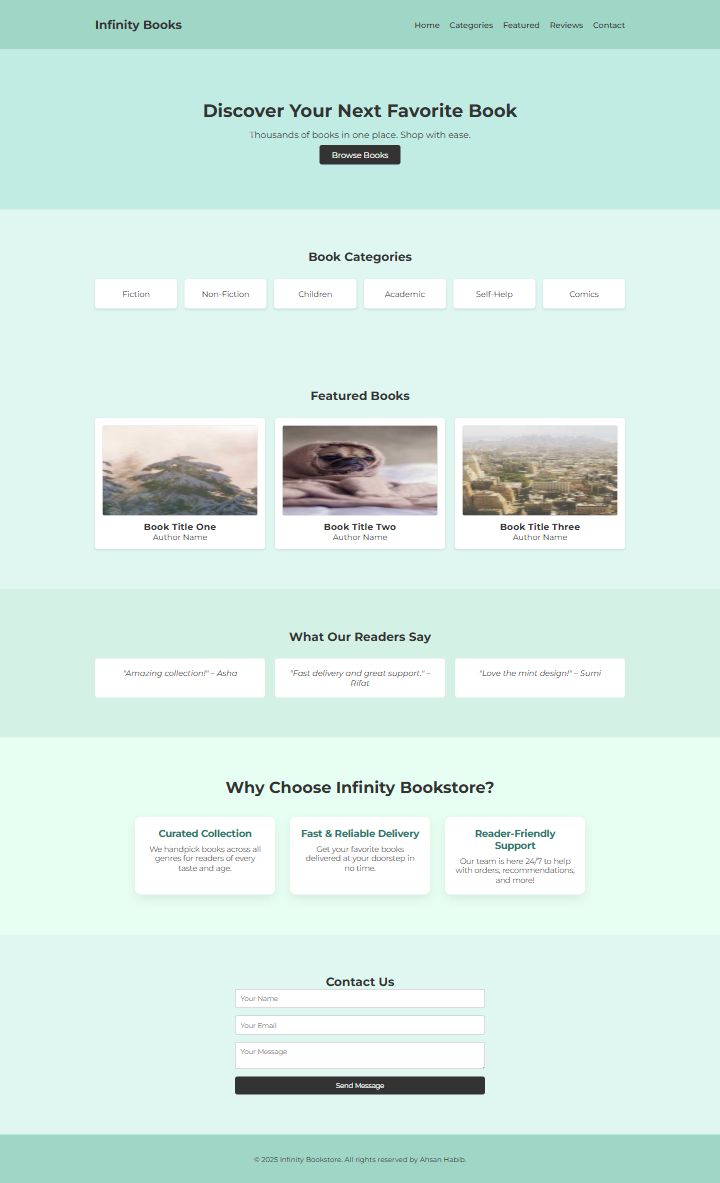 Infinity Books
Home Categories Featured Reviews Contact
Discover Your Next Favorite Book
Thousands of books in one place. Shop with ease.
Browse Books
Book Categories
Fiction Non-Fiction Children Academic Self-Help Comics
Featured Books
Book Title One
Author Name
Book Title Two
Author Name
Book Title Three
Author Name
What Our Readers Say
"Amazing collection!" – Asha
"Fast delivery and great support." –
Rifat
"Love the mint design!" – Sumi
Why Choose Infinity Bookstore?
Curated Collection
We handpick books across all
genres for readers of every
taste and age.
Fast & Reliable Delivery
Get your favorite books
delivered at your doorstep in
no time.
Reader-Friendly
Support
Our team is here 24/7 to help
with orders, recommendations,
and more!
Contact Us
Your Name
Your Email
Your Message
Send Message
© 2025 Infinity Bookstore. All rights reserved by Ahsan Habib.